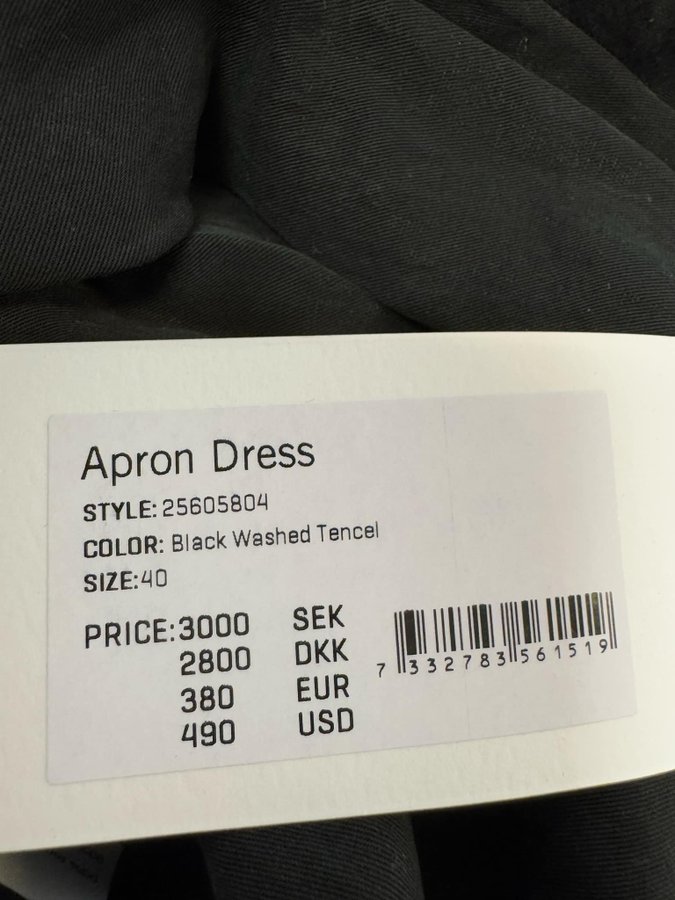 Apron Dress
STYLE: 25605804
COLOR: Black Washed Tencel
SIZE:40
PRICE:3000 SEK
2800 DKK
380 EUR
490 USD
7 332783 561519